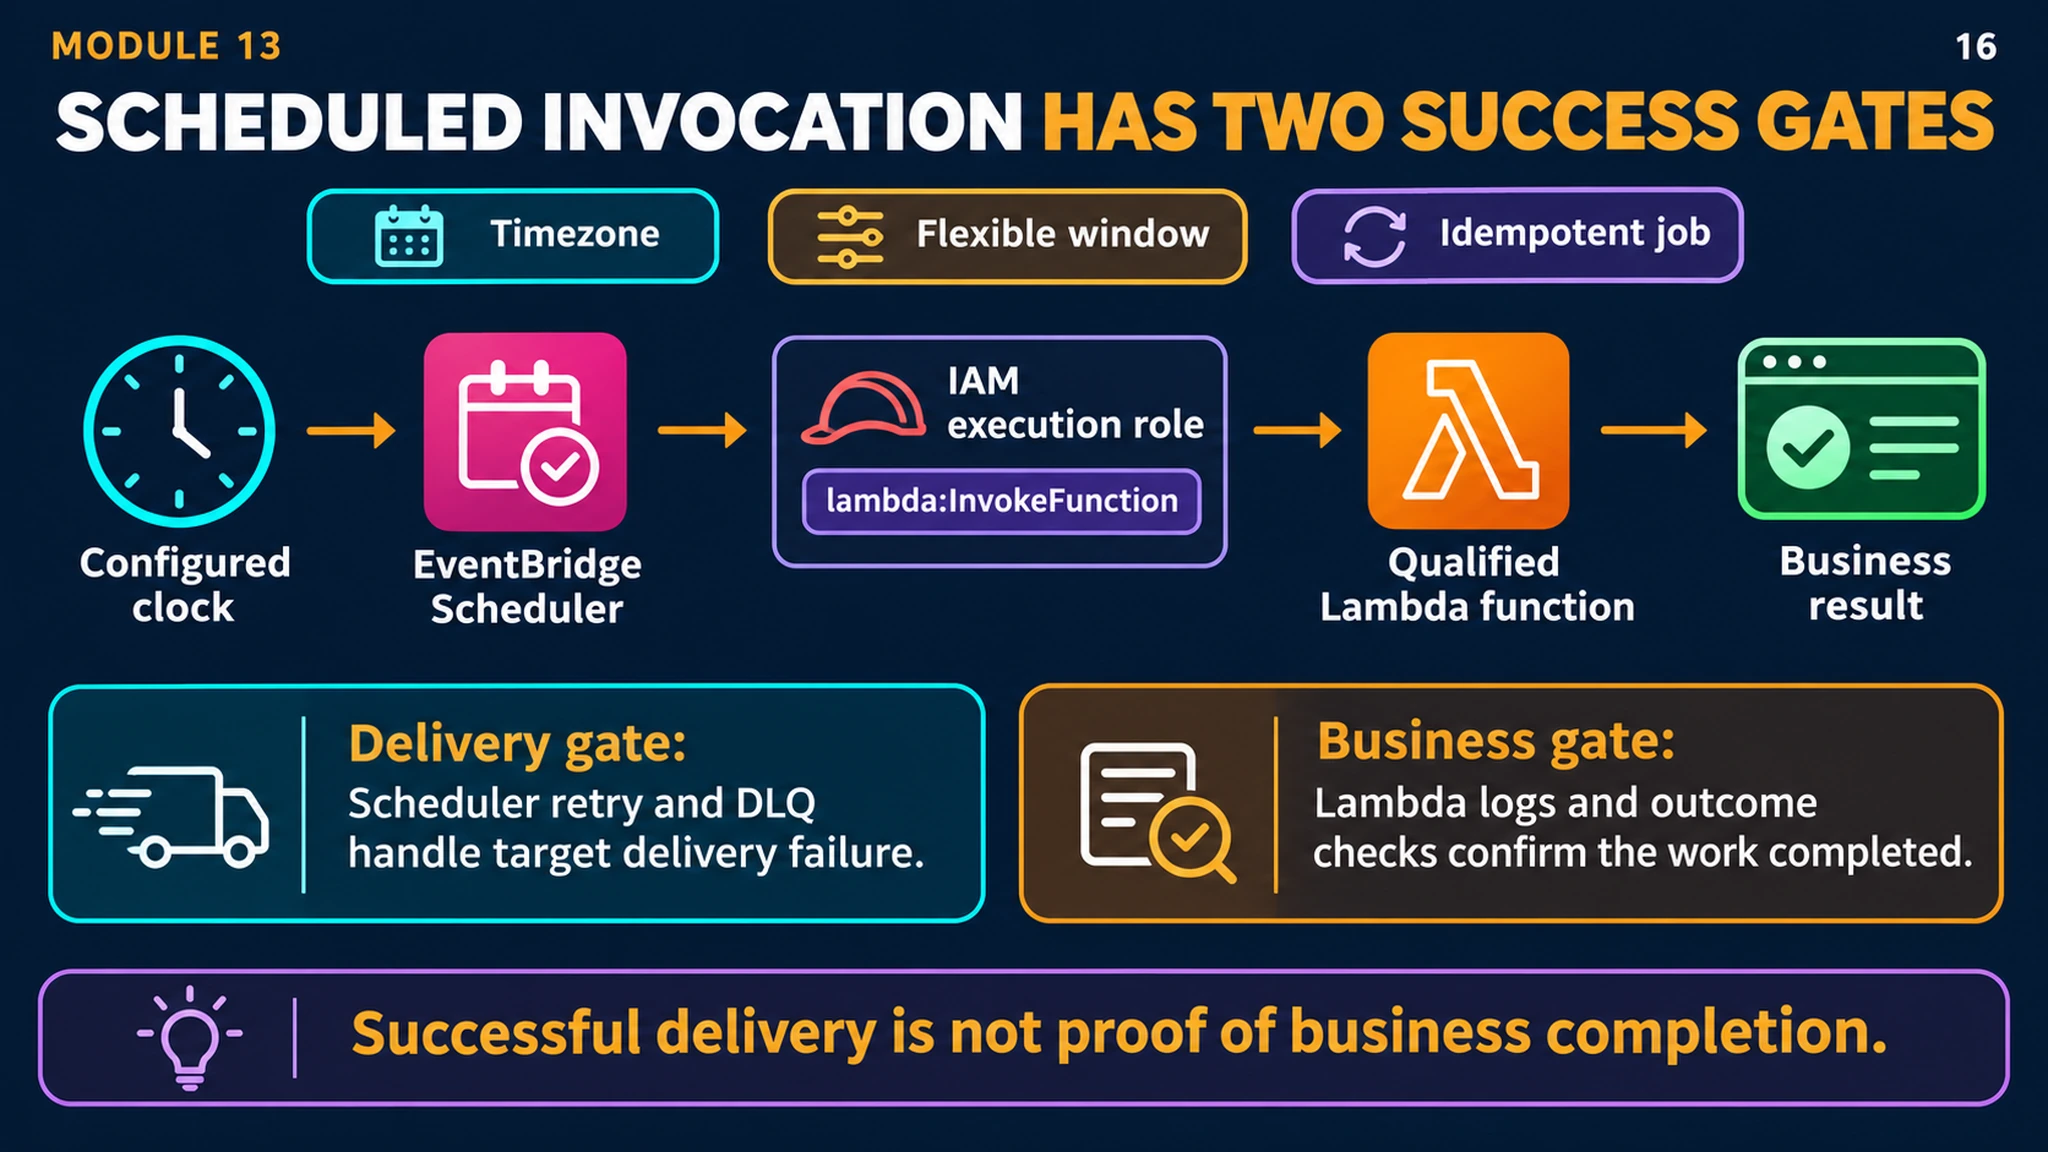 MODULE 13
16
SCHEDULED INVOCATION HAS TWO SUCCESS GATES
Timezone
Flexible window
Idempotent job
Configured
clock
EventBridge
Scheduler
IAM
execution role
lambda:InvokeFunction
Qualified
Lambda function
Business
result
Delivery gate:
Scheduler retry and DLQ
handle target delivery failure.
Business gate:
Lambda logs and outcome
checks confirm the work completed.
Successful delivery is not proof of business completion.